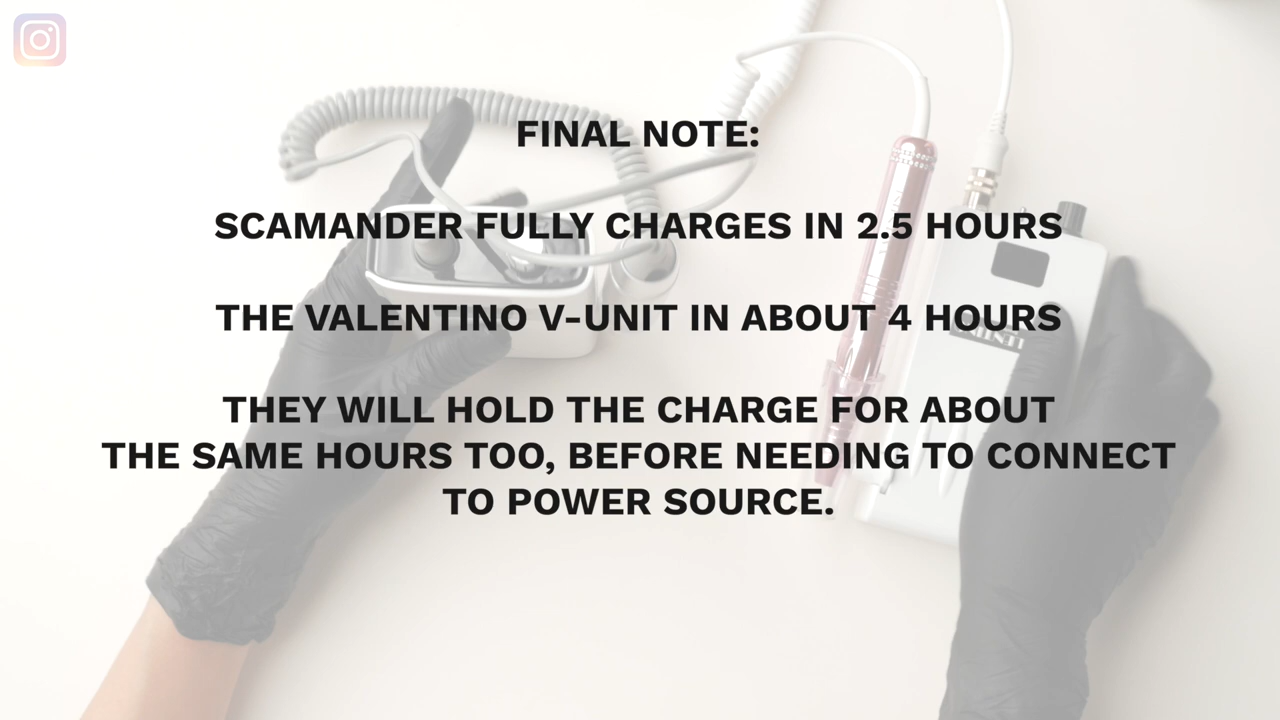 FINAL NOTE:
SCAMANDER FULLY CHARGES IN 2.5 HOURS
THE VALENTINO V-UNIT IN ABOUT 4 HOURS
THEY WILL HOLD THE CHARGE FOR ABOUT
THE SAME HOURS TOO, BEFORE NEEDING TO CONNECT
TO POWER SOURCE.